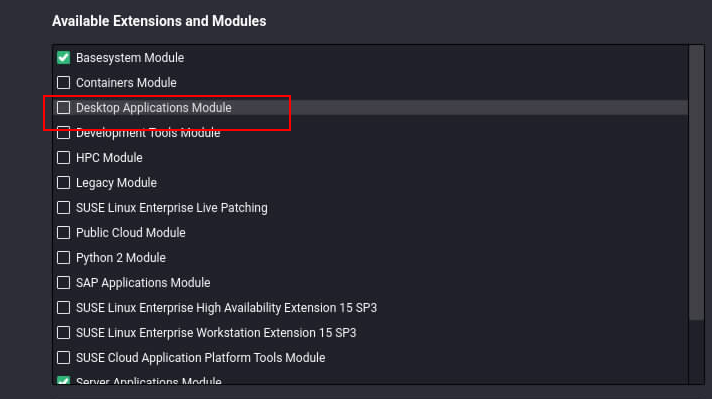 Available Extensions and Modules
Basesystem Module
Containers Module
Desktop Applications Module
Development Tools Module
HPC Module
Legacy Module
SUSE Linux Enterprise Live Patching
Public Cloud Module
Python 2 Module
SAP Applications Module
SUSE Linux Enterprise High Availability Extension 15 SP3
SUSE Linux Enterprise Workstation Extension 15 SP3
SUSE Cloud Application Platform Tools Module
Server Applications Module